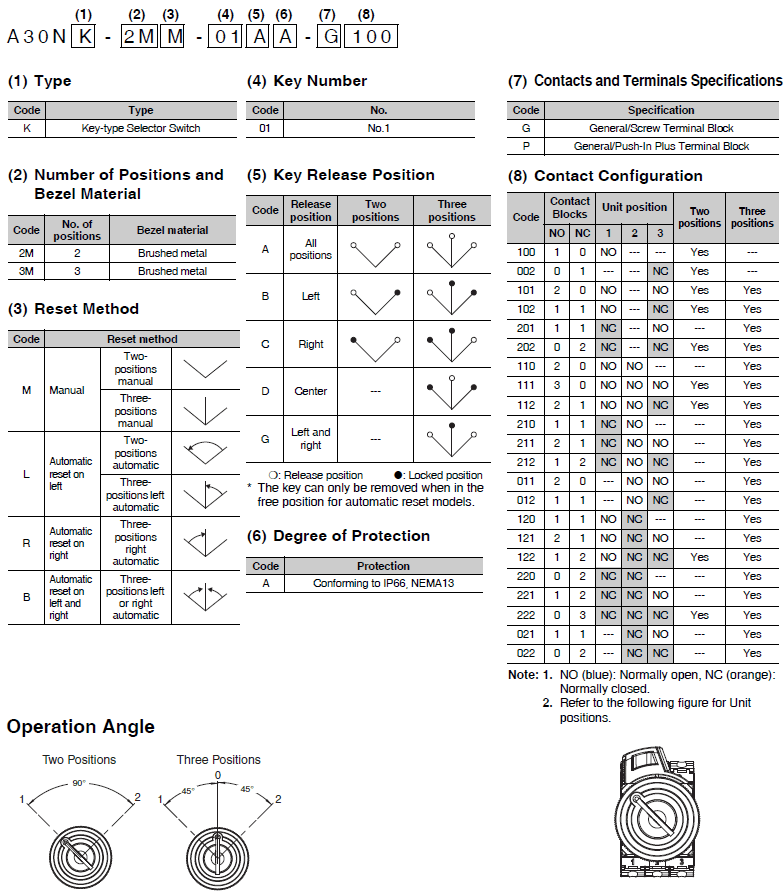 (1) (2) (3) (4) (5) (6) (7) (8)
A30N K - 2M M - 01 A A - G 100
(1) Type
Code Type
K Key-type Selector Switch
(2) Number of Positions and
Bezel Material
Code No. of positions Bezel material
2M 2 Brushed metal
3M 3 Brushed metal
(3) Reset Method
Code Reset method
M Manual Two-positions manual
Three-positions manual
L Automatic reset on left Two-positions automatic
Three-positions left automatic
R Automatic reset on right Three-positions right automatic
B Automatic reset on left and right Three-positions left or right automatic
(4) Key Number
Code No.
01 No.1
(5) Key Release Position
Code Release position Two positions Three positions
A All positions
B Left
C Right
D Center ---
G Left and right ---
❍: Release position ●: Locked position
* The key can only be removed when in the
free position for automatic reset models.
(6) Degree of Protection
Code Protection
A Conforming to IP66, NEMA13
(7) Contacts and Terminals Specifications
Code Specification
G General/Screw Terminal Block
P General/Push-In Plus Terminal Block
(8) Contact Configuration
Code Contact Blocks Unit position Two positions Three positions
NO NC 1 2 3
100 1 0 NO --- --- Yes ---
002 0 1 --- --- NC Yes ---
101 2 0 NO --- NO Yes Yes
102 1 1 NO --- NC Yes Yes
201 1 1 NC --- NO --- Yes
202 0 2 NC --- NC Yes Yes
110 2 0 NO NO --- --- Yes
111 3 0 NO NO NO Yes Yes
112 2 1 NO NO NC Yes Yes
210 1 1 NC NO --- --- Yes
211 2 1 NC NO NO --- Yes
212 1 2 NC NO NC --- Yes
011 2 0 --- NO NO --- Yes
012 1 1 --- NO NC --- Yes
120 1 1 NO NC --- --- Yes
121 2 1 NO NC NO --- Yes
122 1 2 NO NC NC Yes Yes
220 0 2 NC NC --- --- Yes
221 1 2 NC NC NO --- Yes
222 0 3 NC NC NC Yes Yes
021 1 1 --- NC NO --- Yes
022 0 2 --- NC NC --- Yes
Note: 1. NO (blue): Normally open, NC (orange):
Normally closed.
2. Refer to the following figure for Unit
positions.
Operation Angle
Two Positions Three Positions
1 90° 2
1 45° 0 45° 2
1 2 3